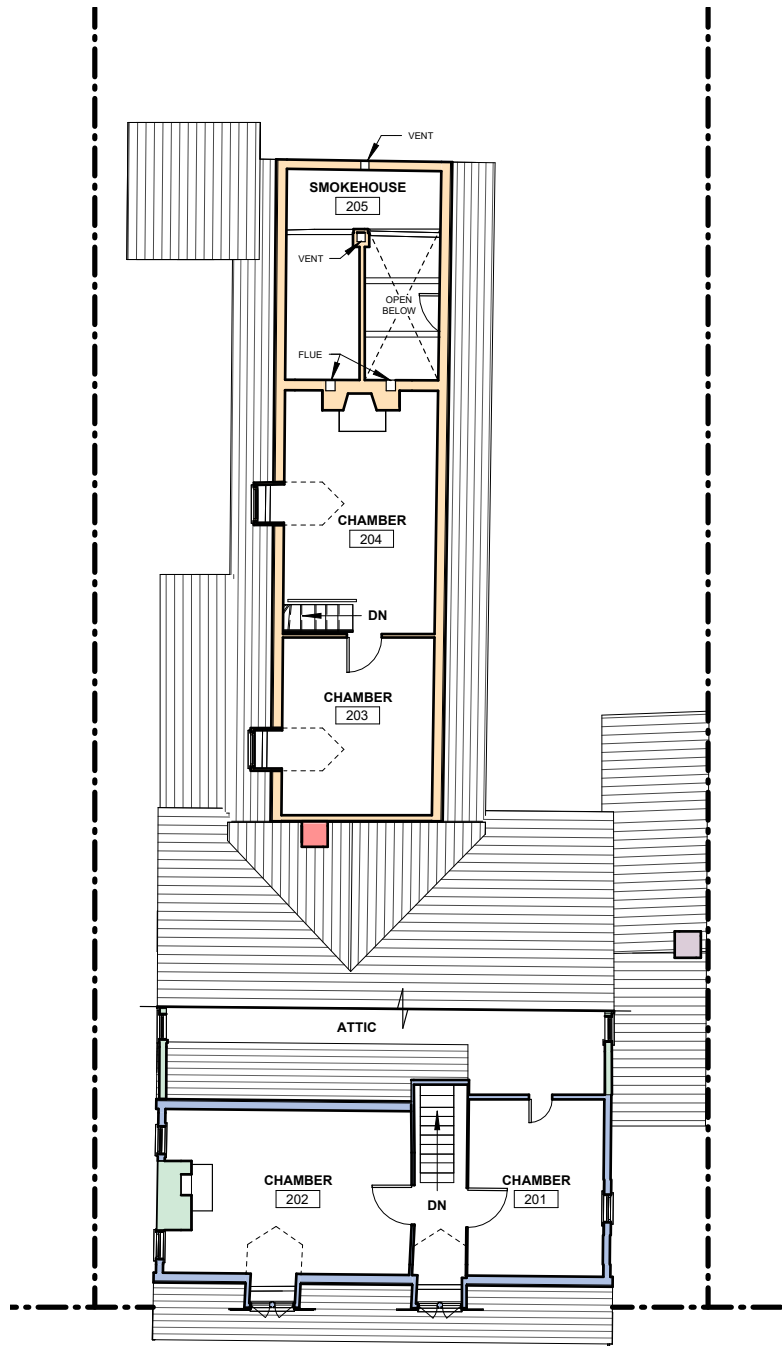 VENT
SMOKEHOUSE
205
VENT
OPEN
BELOW
FLUE
CHAMBER
204
DN
CHAMBER
203
ATTIC
CHAMBER
202
CHAMBER
201
DN